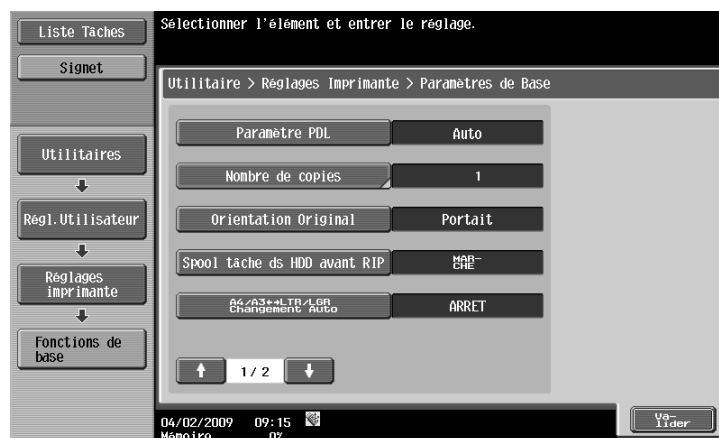 Liste Tâches
Sélectionner l'élément et entrer le réglage.
Signet
Utilitaire > Réglages Imprimante > Paramètres de Base
Paramètre PDL
Auto
Utilitaires
Nombre de copies
1
Régl.Utilisateur
Orientation Original
Portait
Spool tâche ds HDD avant RIP
MAR-
CHE
Réglages
imprimante
A4/A3↔LTR/LGR
Changement Auto
ARRET
Fonctions de
base
1/2
04/02/2009 09:15
Mémoire 0%
Va-
lider